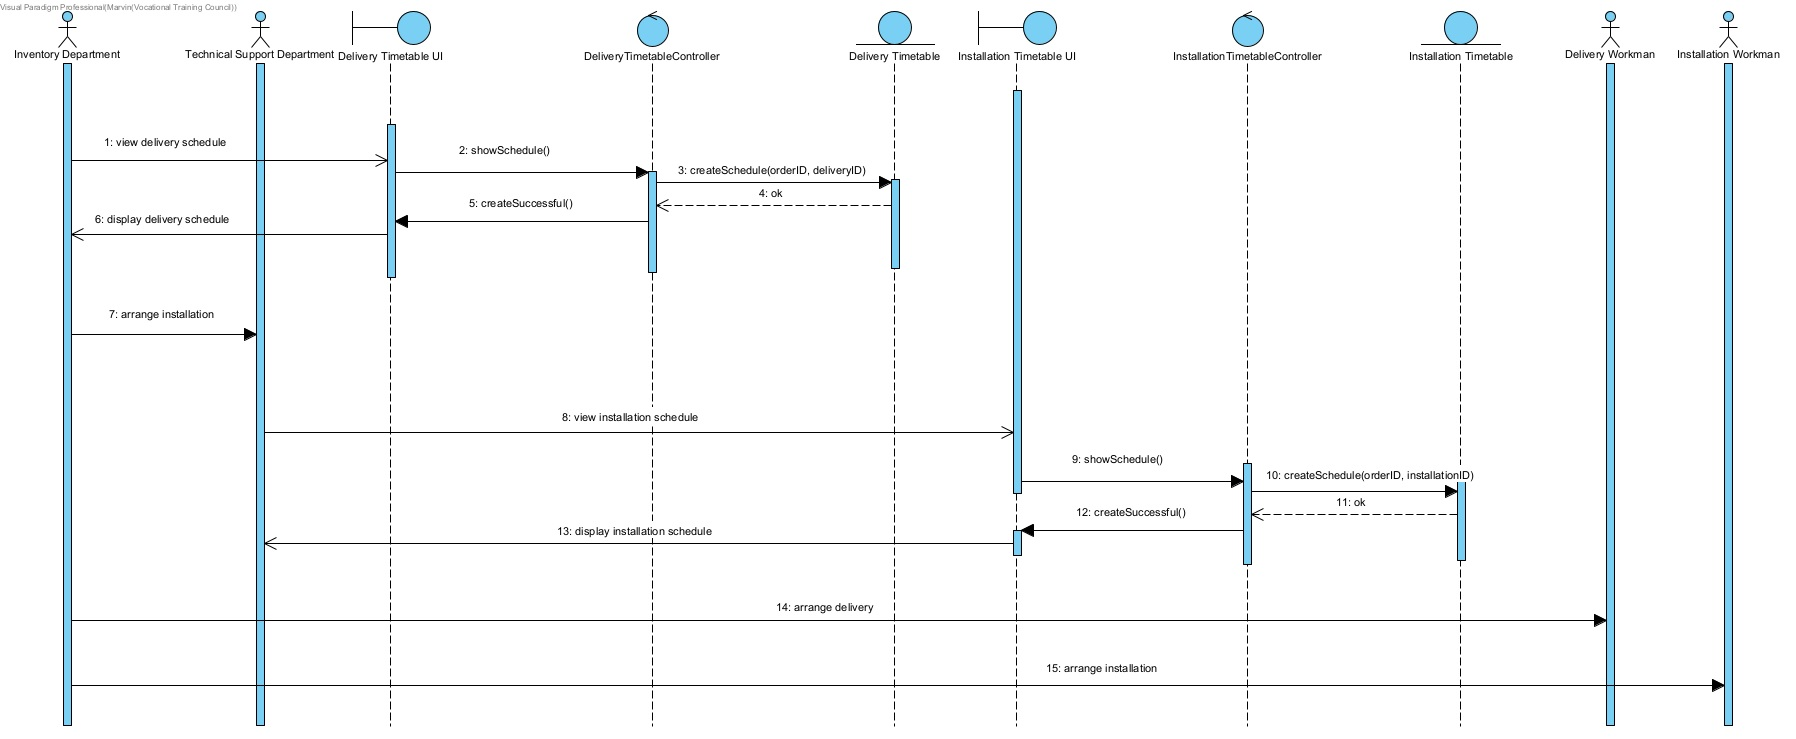 Visual Paradigm Professional(Marvin(Vocational Training Council))
Inventory Department
Technical Support Department
Delivery Timetable UI
DeliveryTimetableController
Delivery Timetable
Installation Timetable UI
InstallationTimetableController
Installation Timetable
Delivery Workman
Installation Workman
1: view delivery schedule
2: showSchedule()
3: createSchedule(orderID, deliveryID)
4: ok
5: createSuccessful()
6: display delivery schedule
7: arrange installation
8: view installation schedule
9: showSchedule()
10: createSchedule(orderID, installationID)
11: ok
12: createSuccessful()
13: display installation schedule
14: arrange delivery
15: arrange installation